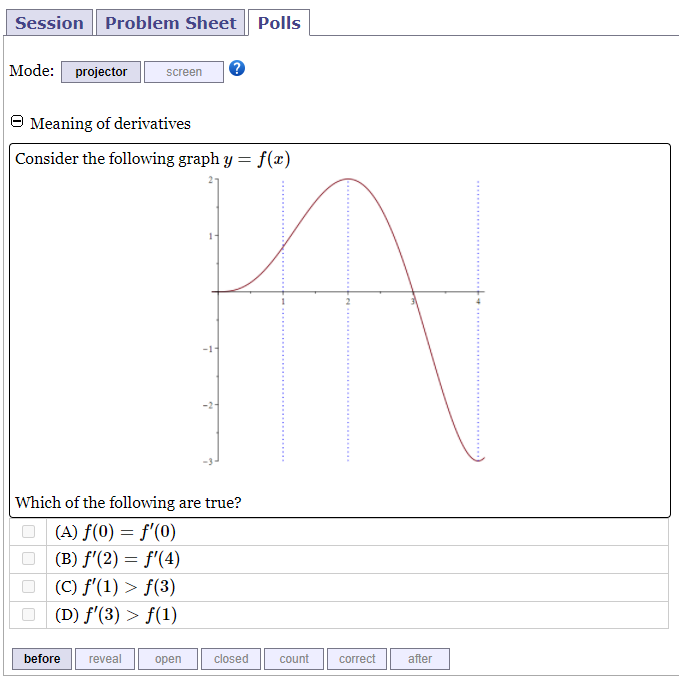 Session Problem Sheet Polls
Mode: projector screen ?
Meaning of derivatives
Consider the following graph y = f(x)
2
1
1 2 3 4
−1
−2
−3
Which of the following are true?
(A) f(0) = f′(0)
(B) f′(2) = f′(4)
(C) f′(1) > f(3)
(D) f′(3) > f(1)
before reveal open closed count correct after